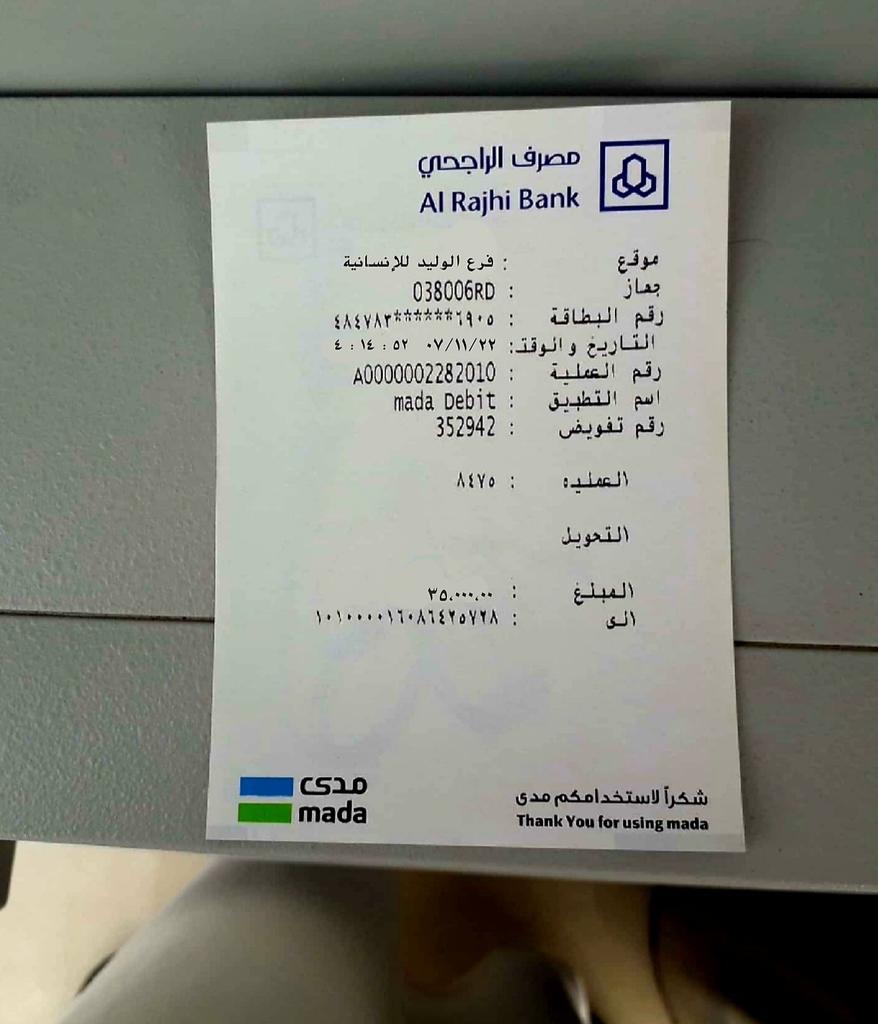 مصرف الراجحي
Al Rajhi Bank
موقع : فرع الوليد للإنسانية
جهاز : 038006RD
رقم البطاقة : ٤٨٤٧٨٣******٦٩٠٥
التاريخ والوقت: ٠٧/١١/٢٢ ٤ : ١٤ : ٥٢
رقم العملية : A0000002282010
اسم التطبيق : mada Debit
رقم تفويض : 352942
العمليه : ٨٤٧٥
التحويل
المبلغ : ٣٥,٠٠٠.٠٠
الى : ١٠١٠٠٠٠١٦٠٨٦٤٢٥٧٢٨
مدى
mada
شكراً لاستخدامكم مدى
Thank You for using mada